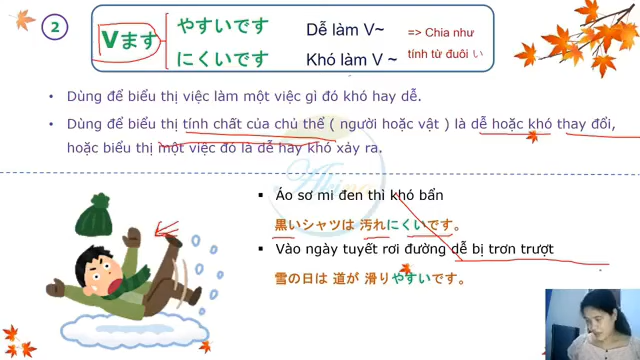 2
Vます
やすいです Dễ làm V~
にくいです Khó làm V ~
=> Chia như
tính từ đuôi い
• Dùng để biểu thị việc làm một việc gì đó khó hay dễ.
• Dùng để biểu thị tính chất của chủ thể ( người hoặc vật ) là dễ hoặc khó thay đổi,
hoặc biểu thị một việc đó là dễ hay khó xảy ra.
▪ Áo sơ mi đen thì khó bẩn
黒いシャツは 汚れにくいです。
▪ Vào ngày tuyết rơi đường dễ bị trơn trượt
雪の日は 道が 滑りやすいです。